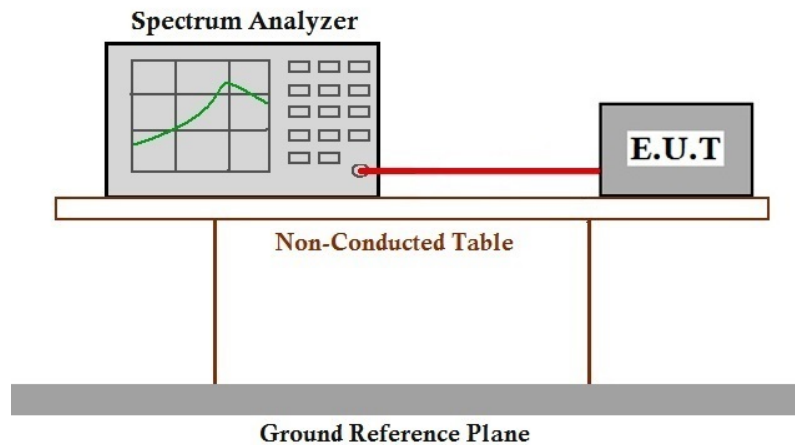 Spectrum Analyzer
E.U.T
Non-Conducted Table
Ground Reference Plane